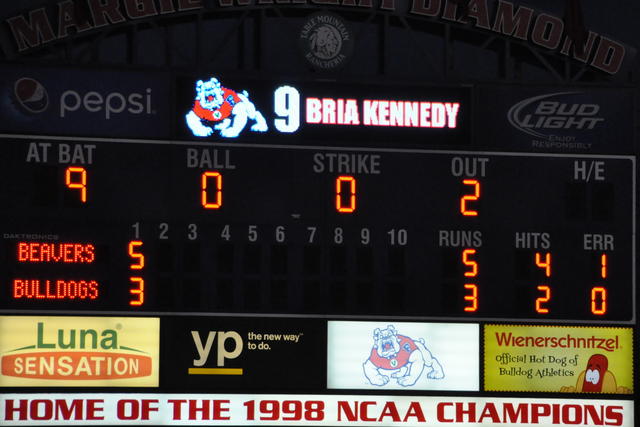 MARGIE WRIGHT DIAMOND
TABLE MOUNTAIN
RANCHERIA
pepsi
9 BRIA KENNEDY
BUD
LIGHT
ENJOY
RESPONSIBLY
AT BAT BALL STRIKE OUT H/E
9 0 0 2
DAKTRONICS 1 2 3 4 5 6 7 8 9 10 RUNS HITS ERR
BEAVERS 5 5 4 1
BULLDOGS 3 3 2 0
Luna
SENSATION
yp the new way
to do.
Wienerschnitzel
Official Hot Dog of
Bulldog Athletics
HOME OF THE 1998 NCAA CHAMPIONS